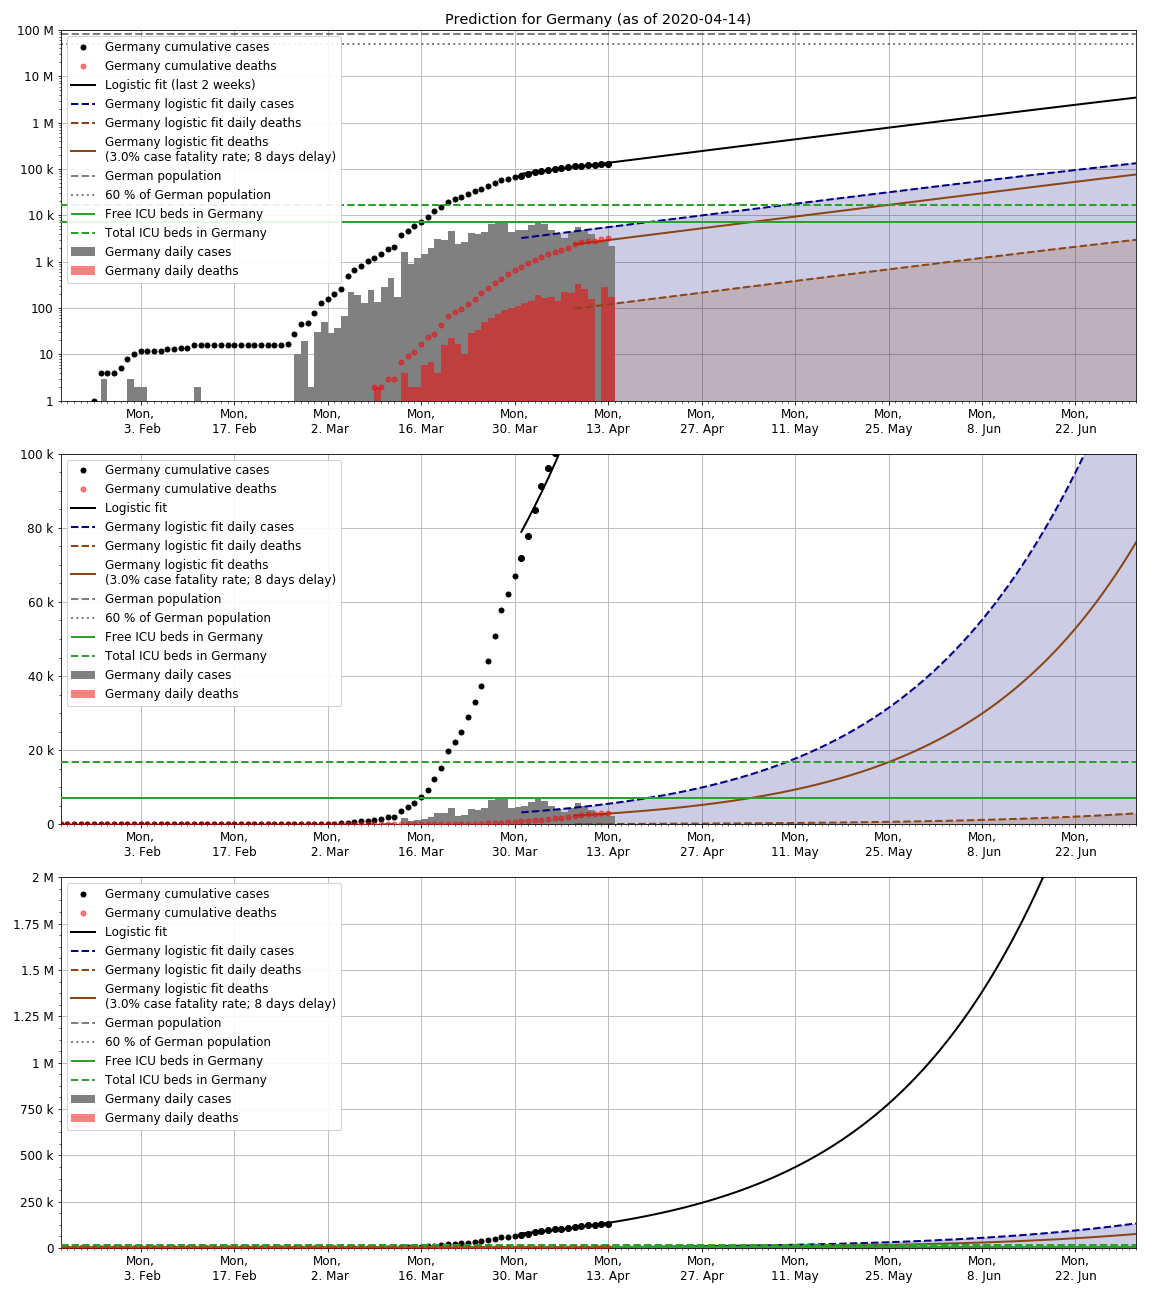 Prediction for Germany (as of 2020-04-14)
100 M
10 M
1 M
100 k
10 k
1 k
100
10
1
Germany cumulative cases
Germany cumulative deaths
Logistic fit (last 2 weeks)
Germany logistic fit daily cases
Germany logistic fit daily deaths
Germany logistic fit deaths
(3.0% case fatality rate; 8 days delay)
German population
60 % of German population
Free ICU beds in Germany
Total ICU beds in Germany
Germany daily cases
Germany daily deaths
Mon,
3. Feb
Mon,
17. Feb
Mon,
2. Mar
Mon,
16. Mar
Mon,
30. Mar
Mon,
13. Apr
Mon,
27. Apr
Mon,
11. May
Mon,
25. May
Mon,
8. Jun
Mon,
22. Jun
100 k
80 k
60 k
40 k
20 k
0
Germany cumulative cases
Germany cumulative deaths
Logistic fit
Germany logistic fit daily cases
Germany logistic fit daily deaths
Germany logistic fit deaths
(3.0% case fatality rate; 8 days delay)
German population
60 % of German population
Free ICU beds in Germany
Total ICU beds in Germany
Germany daily cases
Germany daily deaths
Mon,
3. Feb
Mon,
17. Feb
Mon,
2. Mar
Mon,
16. Mar
Mon,
30. Mar
Mon,
13. Apr
Mon,
27. Apr
Mon,
11. May
Mon,
25. May
Mon,
8. Jun
Mon,
22. Jun
2 M
1.75 M
1.5 M
1.25 M
1 M
750 k
500 k
250 k
0
Germany cumulative cases
Germany cumulative deaths
Logistic fit
Germany logistic fit daily cases
Germany logistic fit daily deaths
Germany logistic fit deaths
(3.0% case fatality rate; 8 days delay)
German population
60 % of German population
Free ICU beds in Germany
Total ICU beds in Germany
Germany daily cases
Germany daily deaths
Mon,
3. Feb
Mon,
17. Feb
Mon,
2. Mar
Mon,
16. Mar
Mon,
30. Mar
Mon,
13. Apr
Mon,
27. Apr
Mon,
11. May
Mon,
25. May
Mon,
8. Jun
Mon,
22. Jun